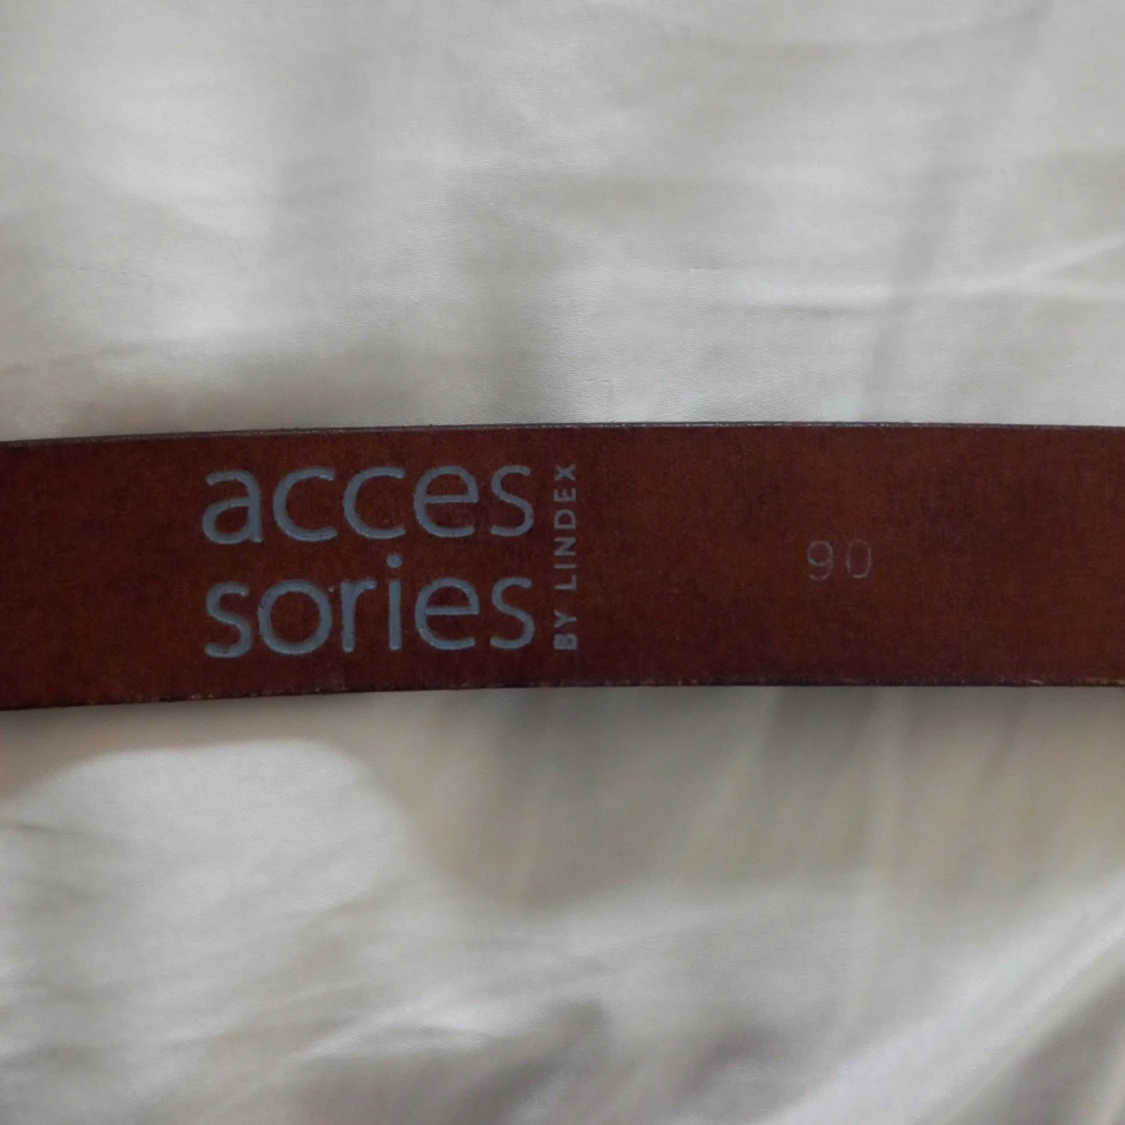 acces
sories
BY LINDEX
90